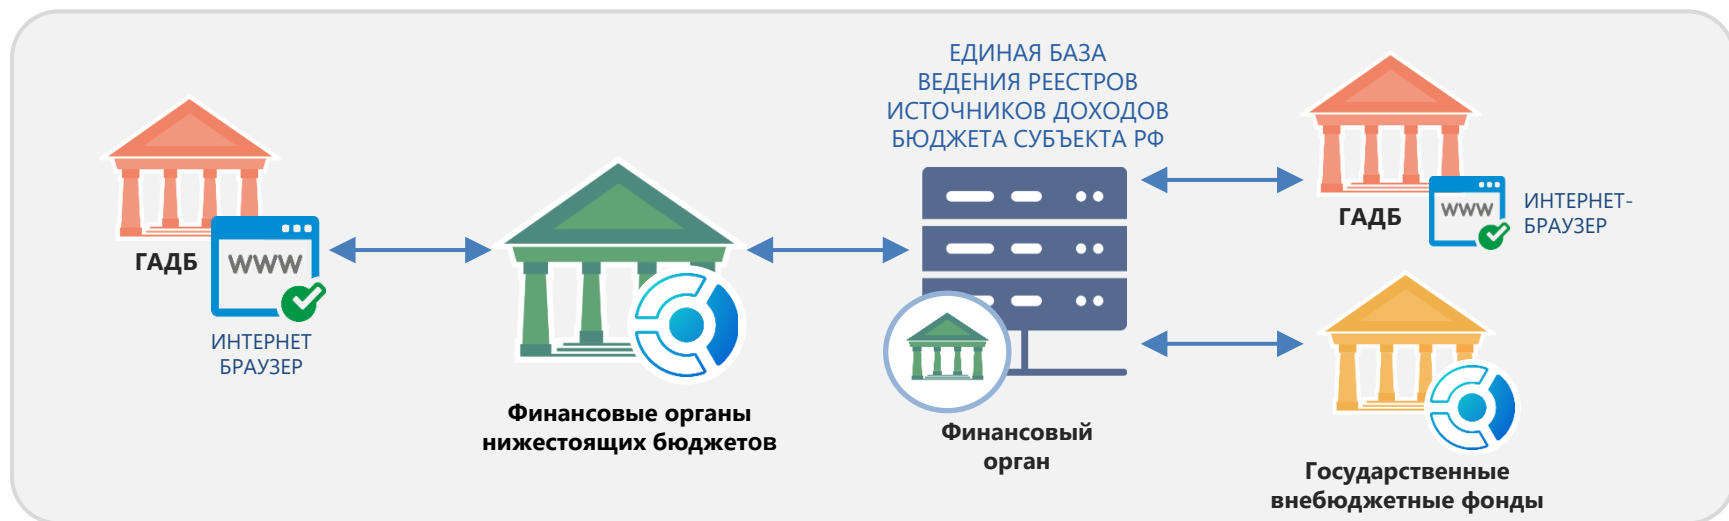 ГАДБ
WWW
ИНТЕРНЕТ
БРАУЗЕР
Финансовые органы
нижестоящих бюджетов
ЕДИНАЯ БАЗА
ВЕДЕНИЯ РЕЕСТРОВ
ИСТОЧНИКОВ ДОХОДОВ
БЮДЖЕТА СУБЪЕКТА РФ
Финансовый
орган
ГАДБ
WWW
ИНТЕРНЕТ-
БРАУЗЕР
Государственные
внебюджетные фонды